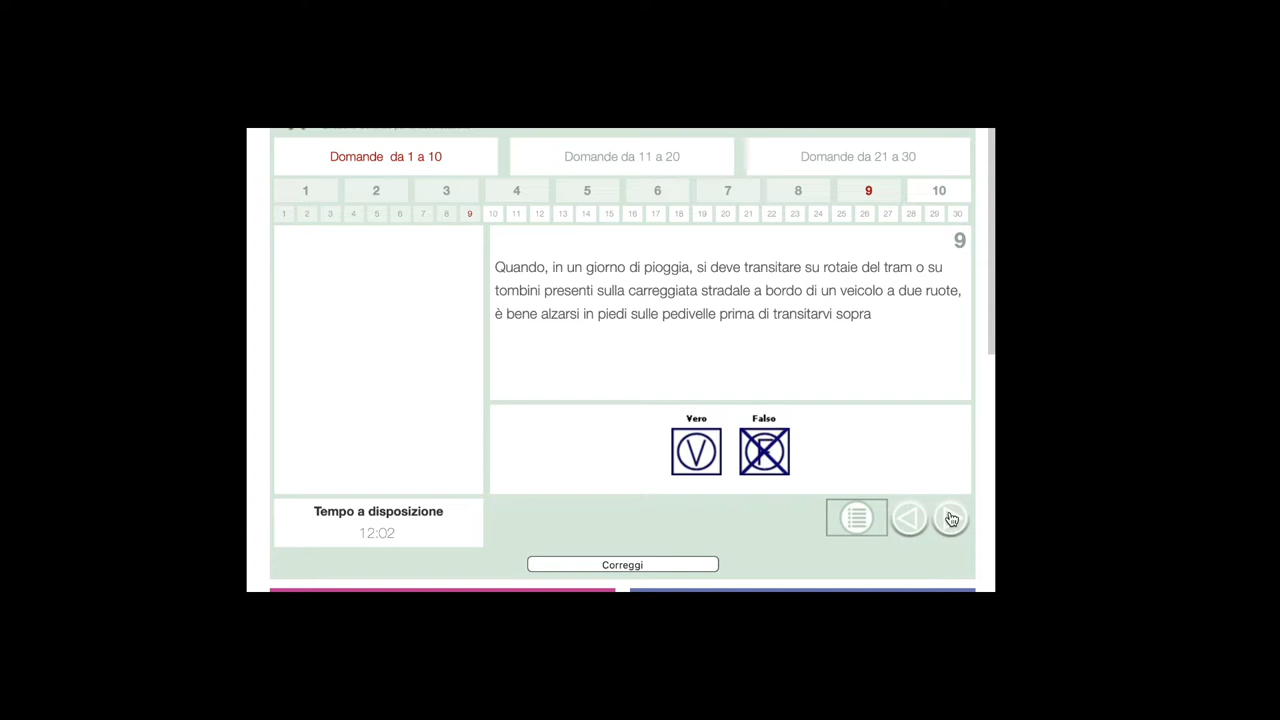 Domande da 1 a 10
Domande da 11 a 20
Domande da 21 a 30
1 2 3 4 5 6 7 8 9 10
1 2 3 4 5 6 7 8 9 10 11 12 13 14 15 16 17 18 19 20 21 22 23 24 25 26 27 28 29 30
9
Quando, in un giorno di pioggia, si deve transitare su rotaie del tram o su
tombini presenti sulla carreggiata stradale a bordo di un veicolo a due ruote,
è bene alzarsi in piedi sulle pedivelle prima di transitarvi sopra
Vero Falso
V F
Tempo a disposizione
12:02
Correggi